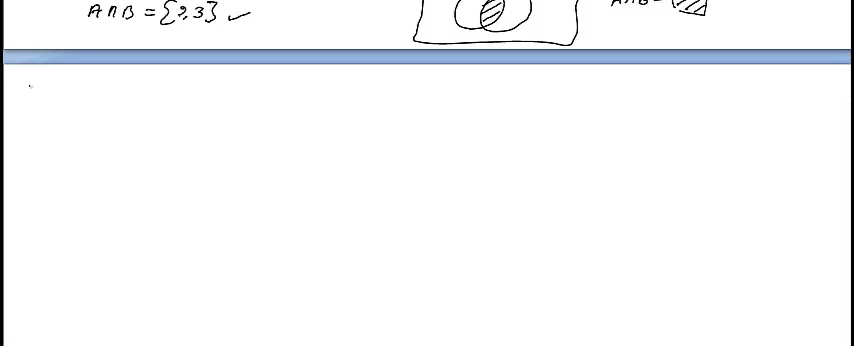 A∩B = {2,3} ✓
A∩B =